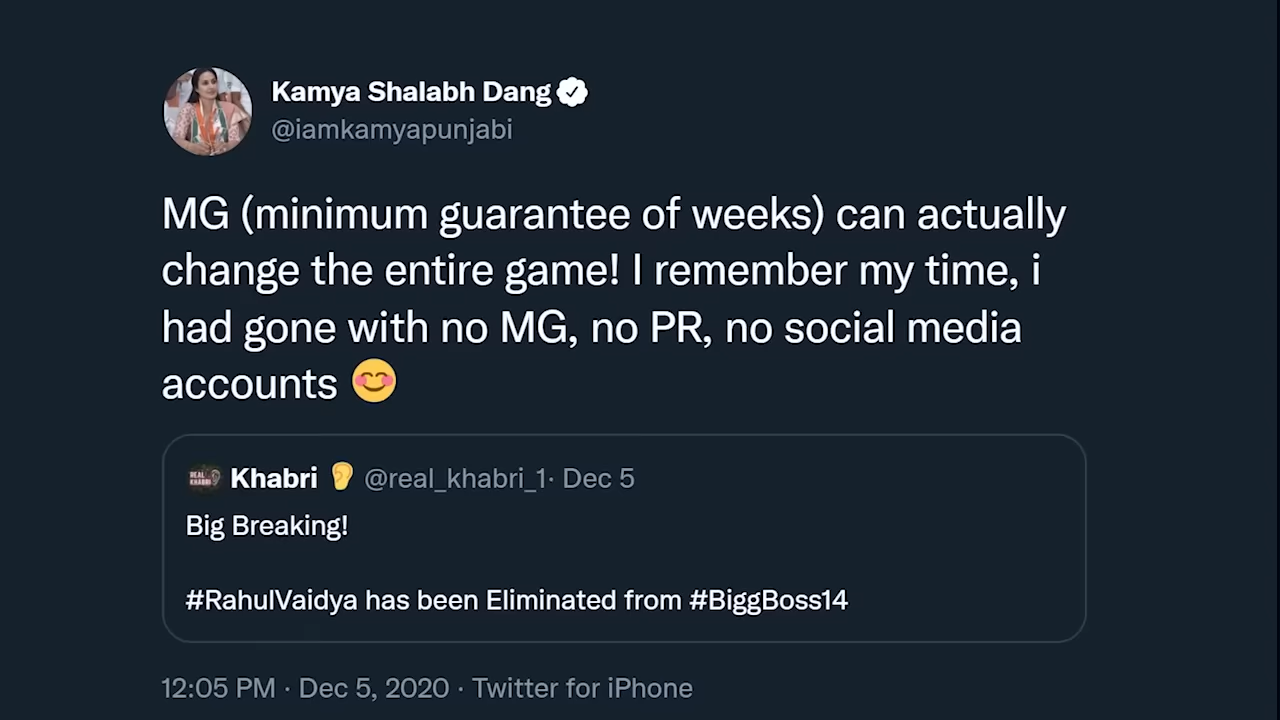 Kamya Shalabh Dang
@iamkamyapunjabi
MG (minimum guarantee of weeks) can actually
change the entire game! I remember my time, i
had gone with no MG, no PR, no social media
accounts 😊
REAL
KHABRI
Khabri 👂 @real_khabri_1· Dec 5
Big Breaking!
#RahulVaidya has been Eliminated from #BiggBoss14
12:05 PM · Dec 5, 2020 · Twitter for iPhone